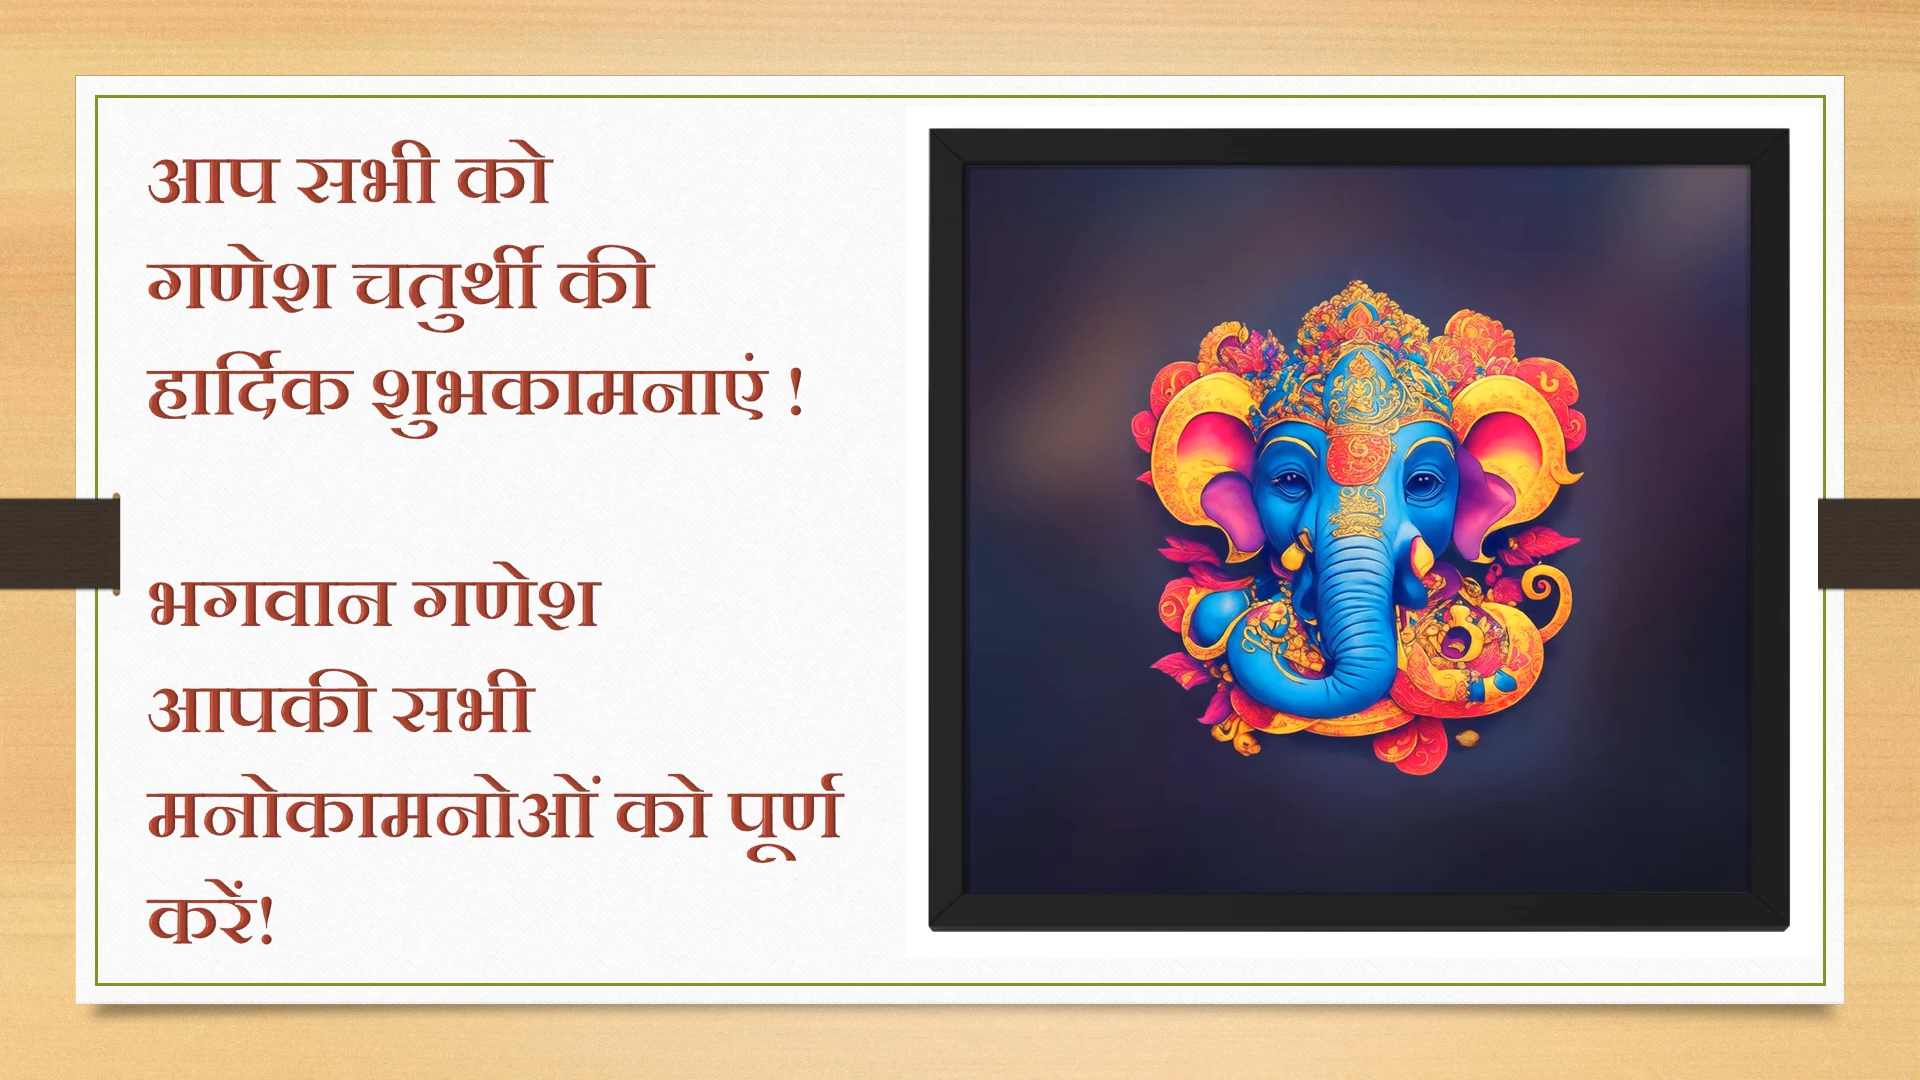 आप सभी को
गणेश चतुर्थी की
हार्दिक शुभकामनाएं !
भगवान गणेश
आपकी सभी
मनोकामनोओं को पूर्ण
करें!